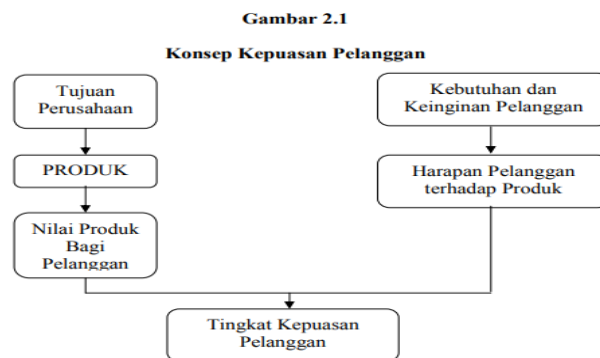 Gambar 2.1
Konsep Kepuasan Pelanggan
Tujuan
Perusahaan
PRODUK
Nilai Produk
Bagi
Pelanggan
Kebutuhan dan
Keinginan Pelanggan
Harapan Pelanggan
terhadap Produk
Tingkat Kepuasan
Pelanggan